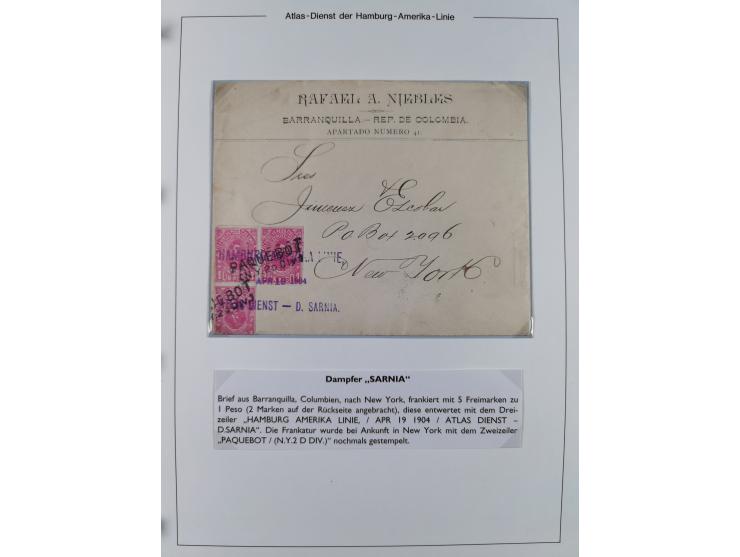 Atlas-Dienst der Hamburg-Amerika-Linie
RAFAEL A. NIEBLES
BARRANQUILLA — REP. DE COLOMBIA.
APARTADO NUMERO 41.
Sres
Jimenez & Escobar
P O Box 2096
New York
PAQUEBOT
LINIE,
APR 19 1904
DIENST — D. SARNIA.
Dampfer „SARNIA“
Brief aus Barranquilla, Columbien, nach New York, frankiert mit 5 Freimarken zu
1 Peso (2 Marken auf der Rückseite angebracht), diese entwertet mit dem Drei-
zeiler „HAMBURG AMERIKA LINIE, / APR 19 1904 / ATLAS DIENST –
D.SARNIA“. Die Frankatur wurde bei Ankunft in New York mit dem Zweizeiler
„PAQUEBOT / (N.Y.2 D DIV.)“ nochmals gestempelt.